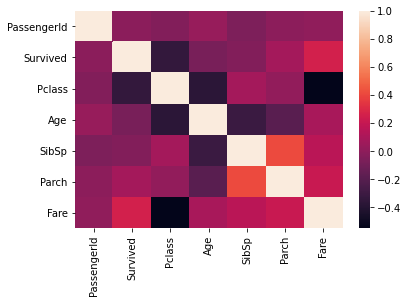 PassengerId
Survived
Pclass
Age
SibSp
Parch
Fare
PassengerId
Survived
Pclass
Age
SibSp
Parch
Fare
1.0
0.8
0.6
0.4
0.2
0.0
−0.2
−0.4